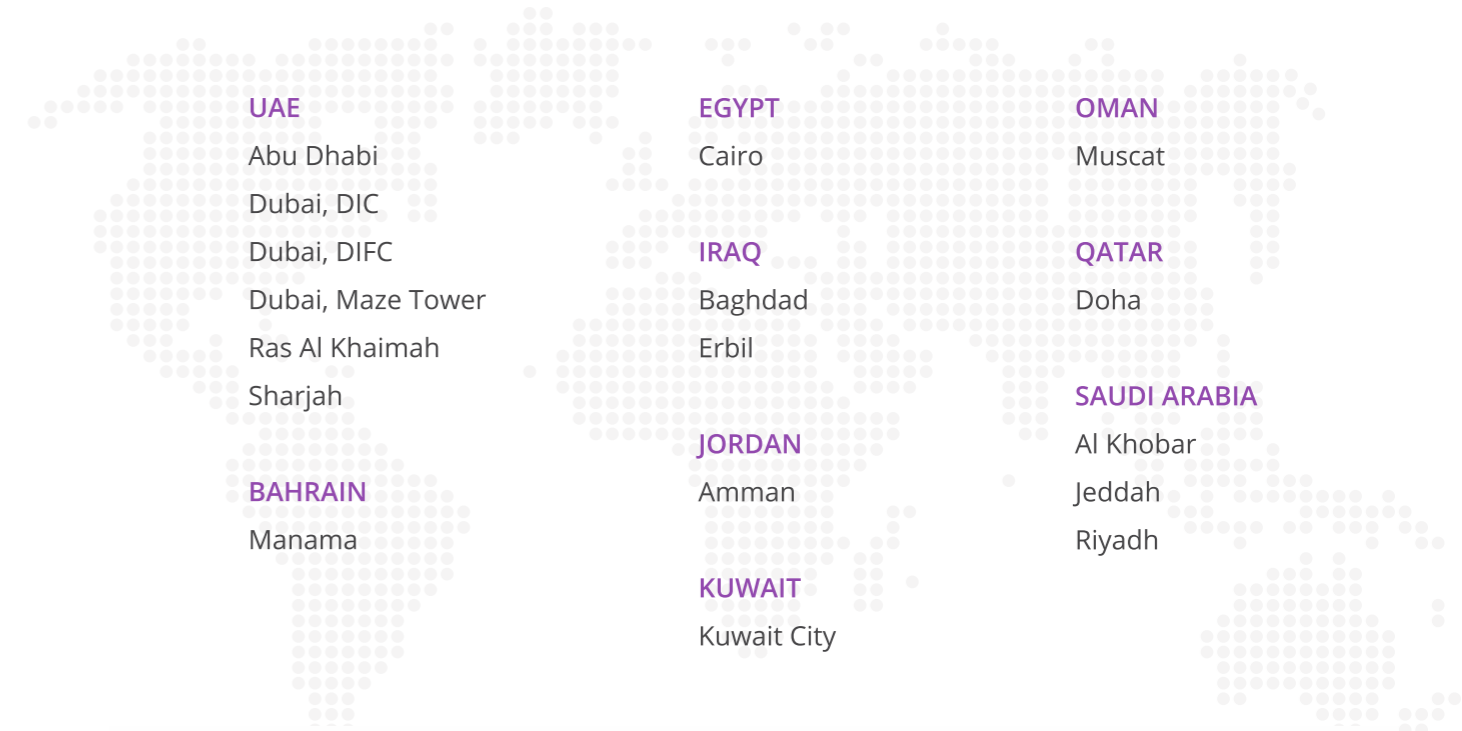 UAE
Abu Dhabi
Dubai, DIC
Dubai, DIFC
Dubai, Maze Tower
Ras Al Khaimah
Sharjah
BAHRAIN
Manama
EGYPT
Cairo
IRAQ
Baghdad
Erbil
JORDAN
Amman
KUWAIT
Kuwait City
OMAN
Muscat
QATAR
Doha
SAUDI ARABIA
Al Khobar
Jeddah
Riyadh